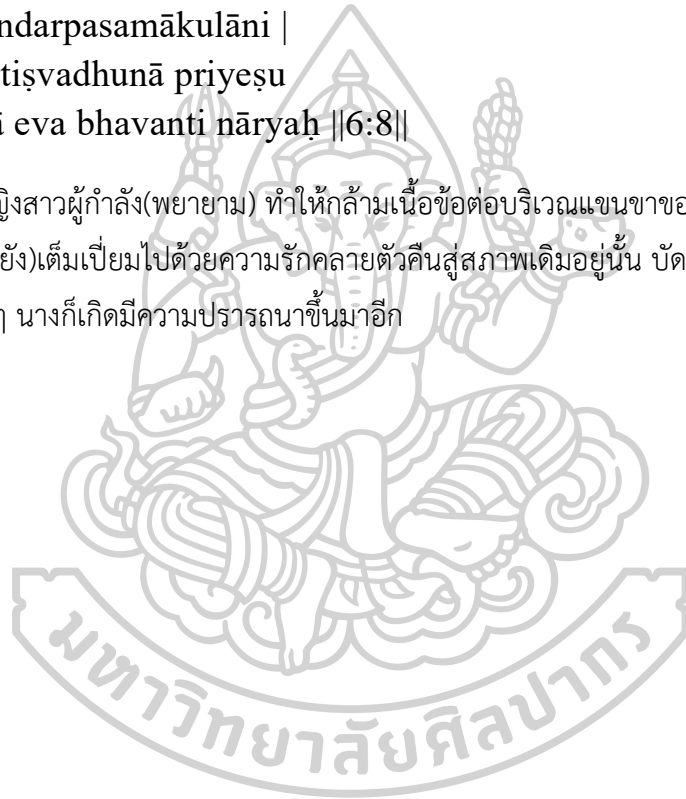 ndarpasamākulāni |
tiṣvadhunā priyeṣu
ā eva bhavanti nāryaḥ ||6:8||
ญิงสาวผู้กำลัง(พยายาม) ทำให้กล้ามเนื้อข้อต่อบริเวณแขนขาขอ
ยัง)เต็มเปี่ยมไปด้วยความรักคลายตัวคืนสู่สภาพเดิมอยู่นั้น บัด
ๆ นางก็เกิดมีความปรารถนาขึ้นมาอีก
มหาวิทยาลัยศิลปากร